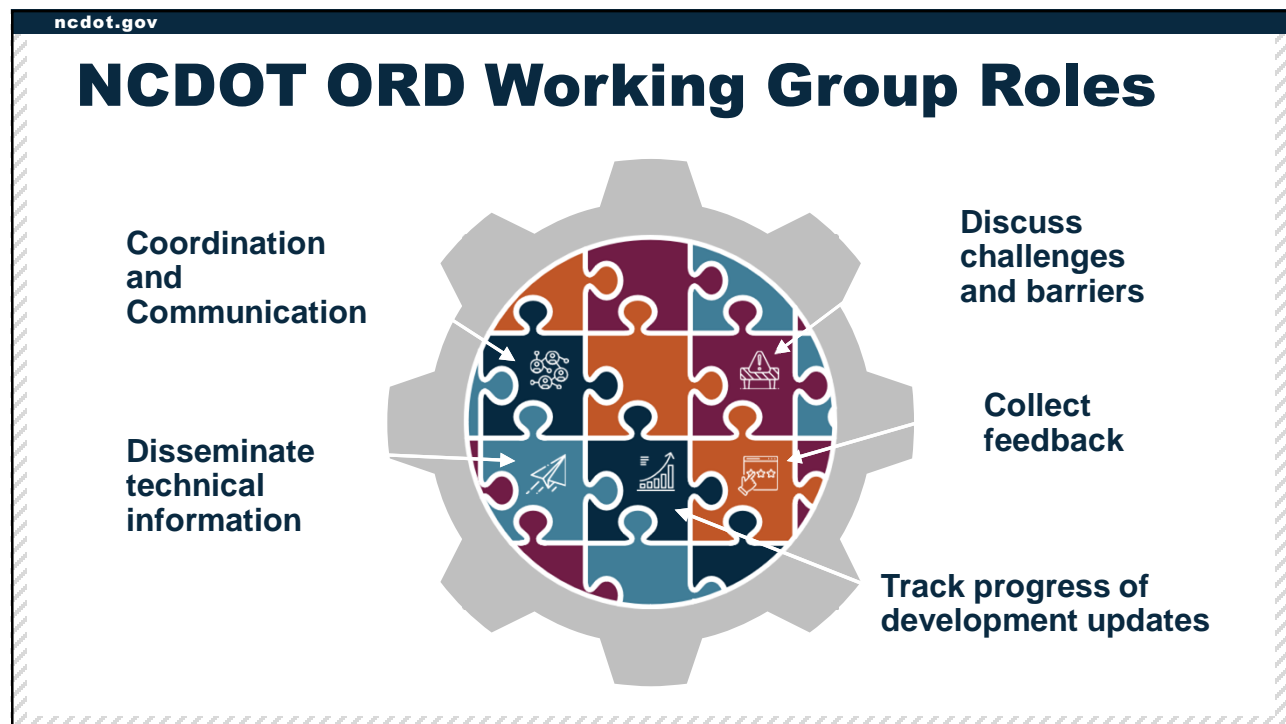 ncdot.gov
NCDOT ORD Working Group Roles
Coordination
and
Communication
Disseminate
technical
information
Discuss
challenges
and barriers
Collect
feedback
Track progress of
development updates